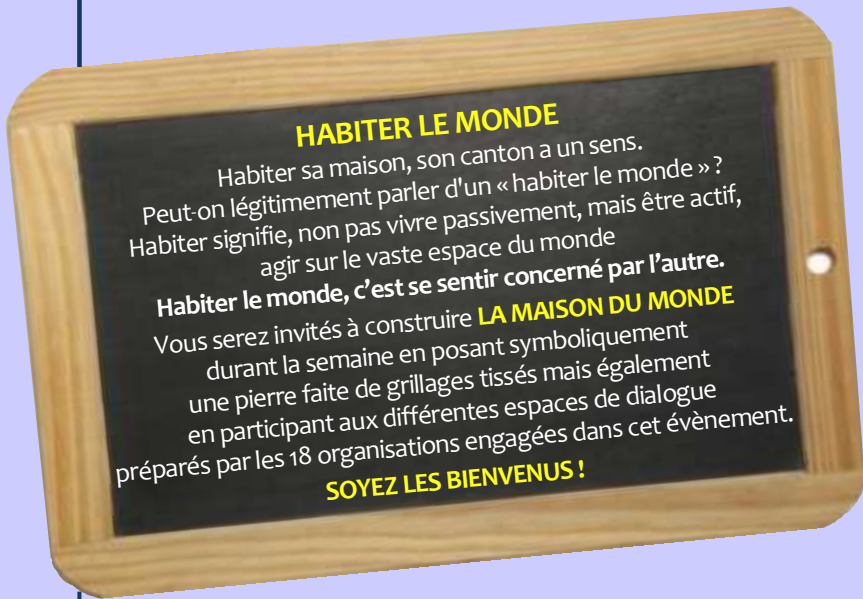 HABITER LE MONDE
Habiter sa maison, son canton a un sens.
Peut-on légitimement parler d'un « habiter le monde » ?
Habiter signifie, non pas vivre passivement, mais être actif,
agir sur le vaste espace du monde
Habiter le monde, c’est se sentir concerné par l’autre.
Vous serez invités à construire LA MAISON DU MONDE
durant la semaine en posant symboliquement
une pierre faite de grillages tissés mais également
en participant aux différentes espaces de dialogue
préparés par les 18 organisations engagées dans cet évènement.
SOYEZ LES BIENVENUS !